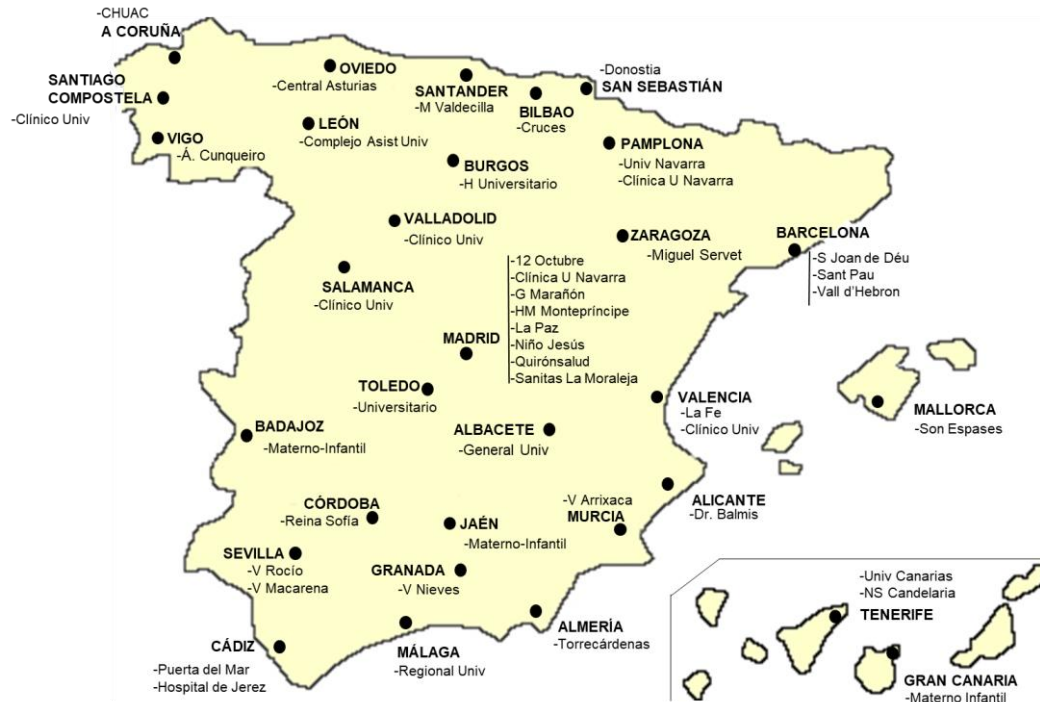 -CHUAC
A CORUÑA
SANTIAGO
COMPOSTELA
-Clínico Univ
VIGO
-Á. Cunqueiro
OVIEDO
-Central Asturias
LEÓN
-Complejo Asist Univ
SANTANDER
-M Valdecilla
BILBAO
-Cruces
-Donostia
SAN SEBASTIÁN
PAMPLONA
-Univ Navarra
-Clínica U Navarra
BURGOS
-H Universitario
VALLADOLID
-Clínico Univ
ZARAGOZA
-Miguel Servet
BARCELONA
-S Joan de Déu
-Sant Pau
-Vall d'Hebron
SALAMANCA
-Clínico Univ
MADRID
-12 Octubre
-Clínica U Navarra
-G Marañón
-HM Montepríncipe
-La Paz
-Niño Jesús
-Quirónsalud
-Sanitas La Moraleja
TOLEDO
-Universitario
VALENCIA
-La Fe
-Clínico Univ
MALLORCA
-Son Espases
BADAJOZ
-Materno-Infantil
ALBACETE
-General Univ
ALICANTE
-Dr. Balmis
-V Arrixaca
MURCIA
CÓRDOBA
-Reina Sofía
JAÉN
-Materno-Infantil
SEVILLA
-V Rocío
-V Macarena
GRANADA
-V Nieves
ALMERÍA
-Torrecárdenas
CÁDIZ
-Puerta del Mar
-Hospital de Jerez
MÁLAGA
-Regional Univ
-Univ Canarias
-NS Candelaria
TENERIFE
GRAN CANARIA
-Materno Infantil